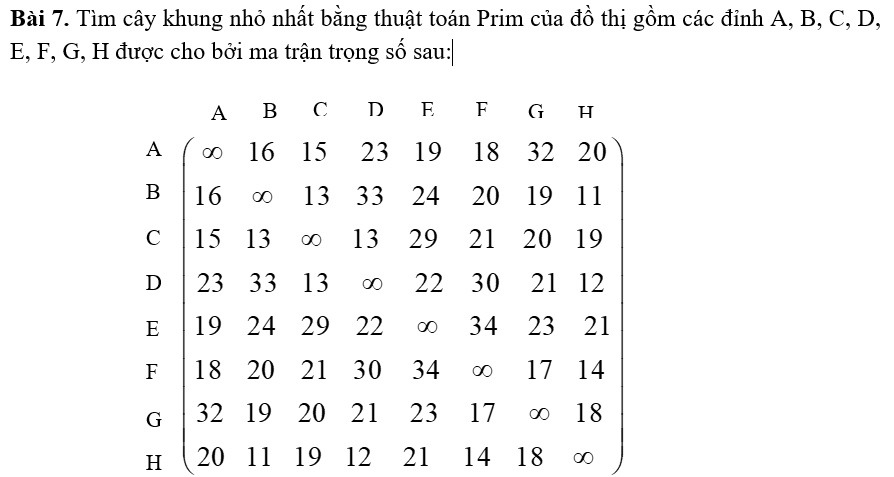 Bài 7. Tìm cây khung nhỏ nhất bằng thuật toán Prim của đồ thị gồm các đỉnh A, B, C, D,
E, F, G, H được cho bởi ma trận trọng số sau:
A B C D E F G H
A ∞ 16 15 23 19 18 32 20
B 16 ∞ 13 33 24 20 19 11
C 15 13 ∞ 13 29 21 20 19
D 23 33 13 ∞ 22 30 21 12
E 19 24 29 22 ∞ 34 23 21
F 18 20 21 30 34 ∞ 17 14
G 32 19 20 21 23 17 ∞ 18
H 20 11 19 12 21 14 18 ∞